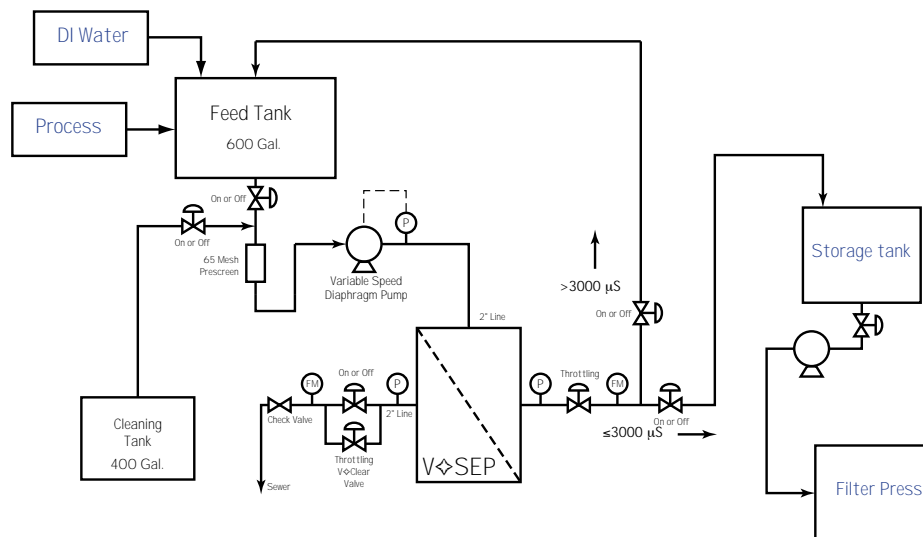 DI Water
Process
Feed Tank
600 Gal.
On or Off
On or Off
65 Mesh
Prescreen
P
Variable Speed
Diaphragm Pump
2" Line
>3000 µS
On or Off
Storage tank
Cleaning
Tank
400 Gal.
FM
On or Off
P
2" Line
Check Valve
Throttling
V✧Clear
Valve
Sewer
V✧SEP
P
Throttling
FM
On or Off
≤3000 µS
Filter Press